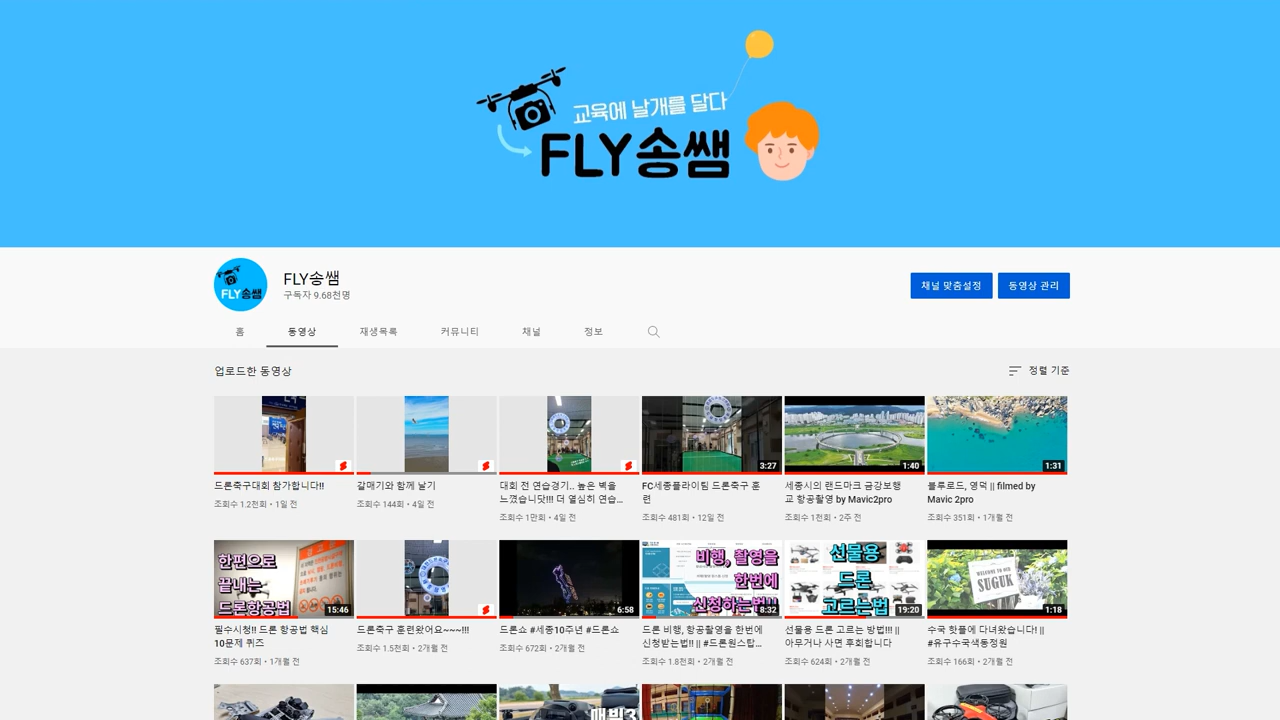 교육에 날개를 달다
FLY송쌤
FLY송쌤
FLY송쌤
구독자 9.68천명
채널 맞춤설정
동영상 관리
홈
동영상
재생목록
커뮤니티
채널
정보
업로드한 동영상
정렬 기준
3:27
1:40
1:31
드론축구대회 참가합니다!!
조회수 1.2천회 • 1일 전
갈매기와 함께 날기
조회수 144회 • 4일 전
대회 전 연습경기.. 높은 벽을
느꼈습니닷!!! 더 열심히 연습...
조회수 1만회 • 4일 전
FC세종플라이팀 드론축구 훈
련
조회수 481회 • 12일 전
세종시의 랜드마크 금강보행
교 항공촬영 by Mavic2pro
조회수 1천회 • 2주 전
블루로드, 영덕 || filmed by
Mavic 2pro
조회수 351회 • 1개월 전
한편으로
끝내는
드론항공법
15:46
6:58
비행, 촬영을
한번에
신청하는법!!
8:32
선물용
드론
고르는법
19:20
WELCOME TO OUR
SUGUK
1:18
필수시청!! 드론 항공법 핵심
10문제 퀴즈
조회수 637회 • 1개월 전
드론축구 훈련왔어요~~~!!!
조회수 1.5천회 • 2개월 전
드론쇼 #세종10주년 #드론쇼
조회수 672회 • 2개월 전
드론 비행, 항공촬영을 한번에
신청받는법!! || #드론원스탑...
조회수 1.8천회 • 2개월 전
선물용 드론 고르는 방법!!! ||
아무거나 사면 후회합니다
조회수 624회 • 2개월 전
수국 핫플에 다녀왔습니다! ||
#유구수국색동정원
조회수 166회 • 2개월 전
매빅3